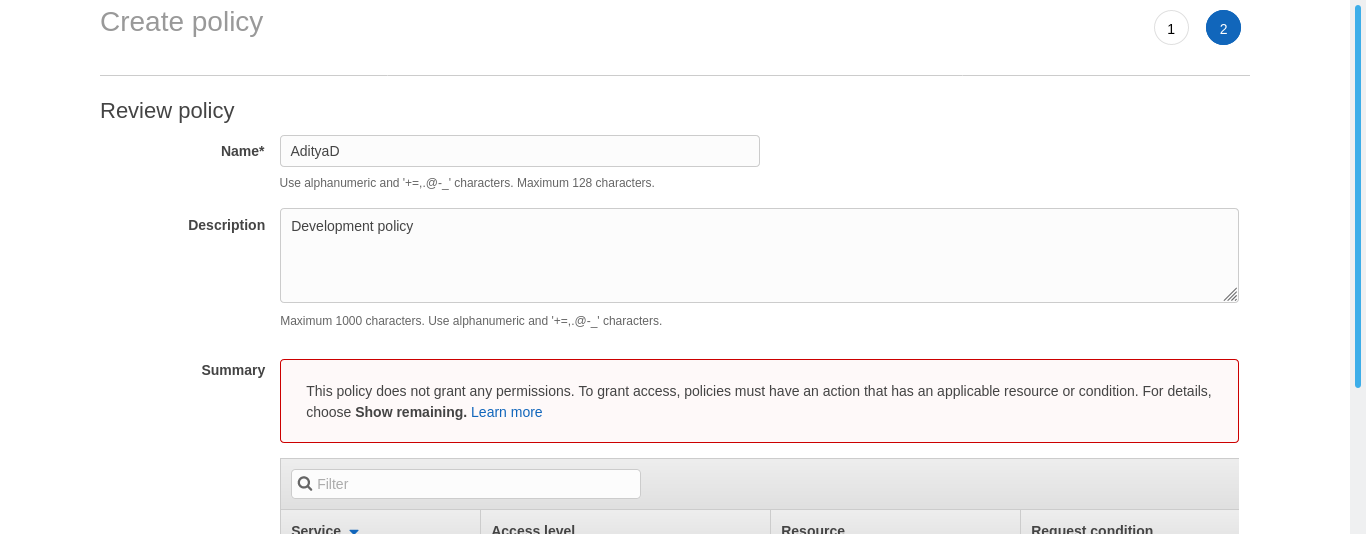 Create policy
1
2
Review policy
Name*
AdityaD
Use alphanumeric and '+=,.@-_' characters. Maximum 128 characters.
Description
Development policy
Maximum 1000 characters. Use alphanumeric and '+=,.@-_' characters.
Summary
This policy does not grant any permissions. To grant access, policies must have an action that has an applicable resource or condition. For details,
choose Show remaining. Learn more
Filter
Service
Access level
Resource
Request condition